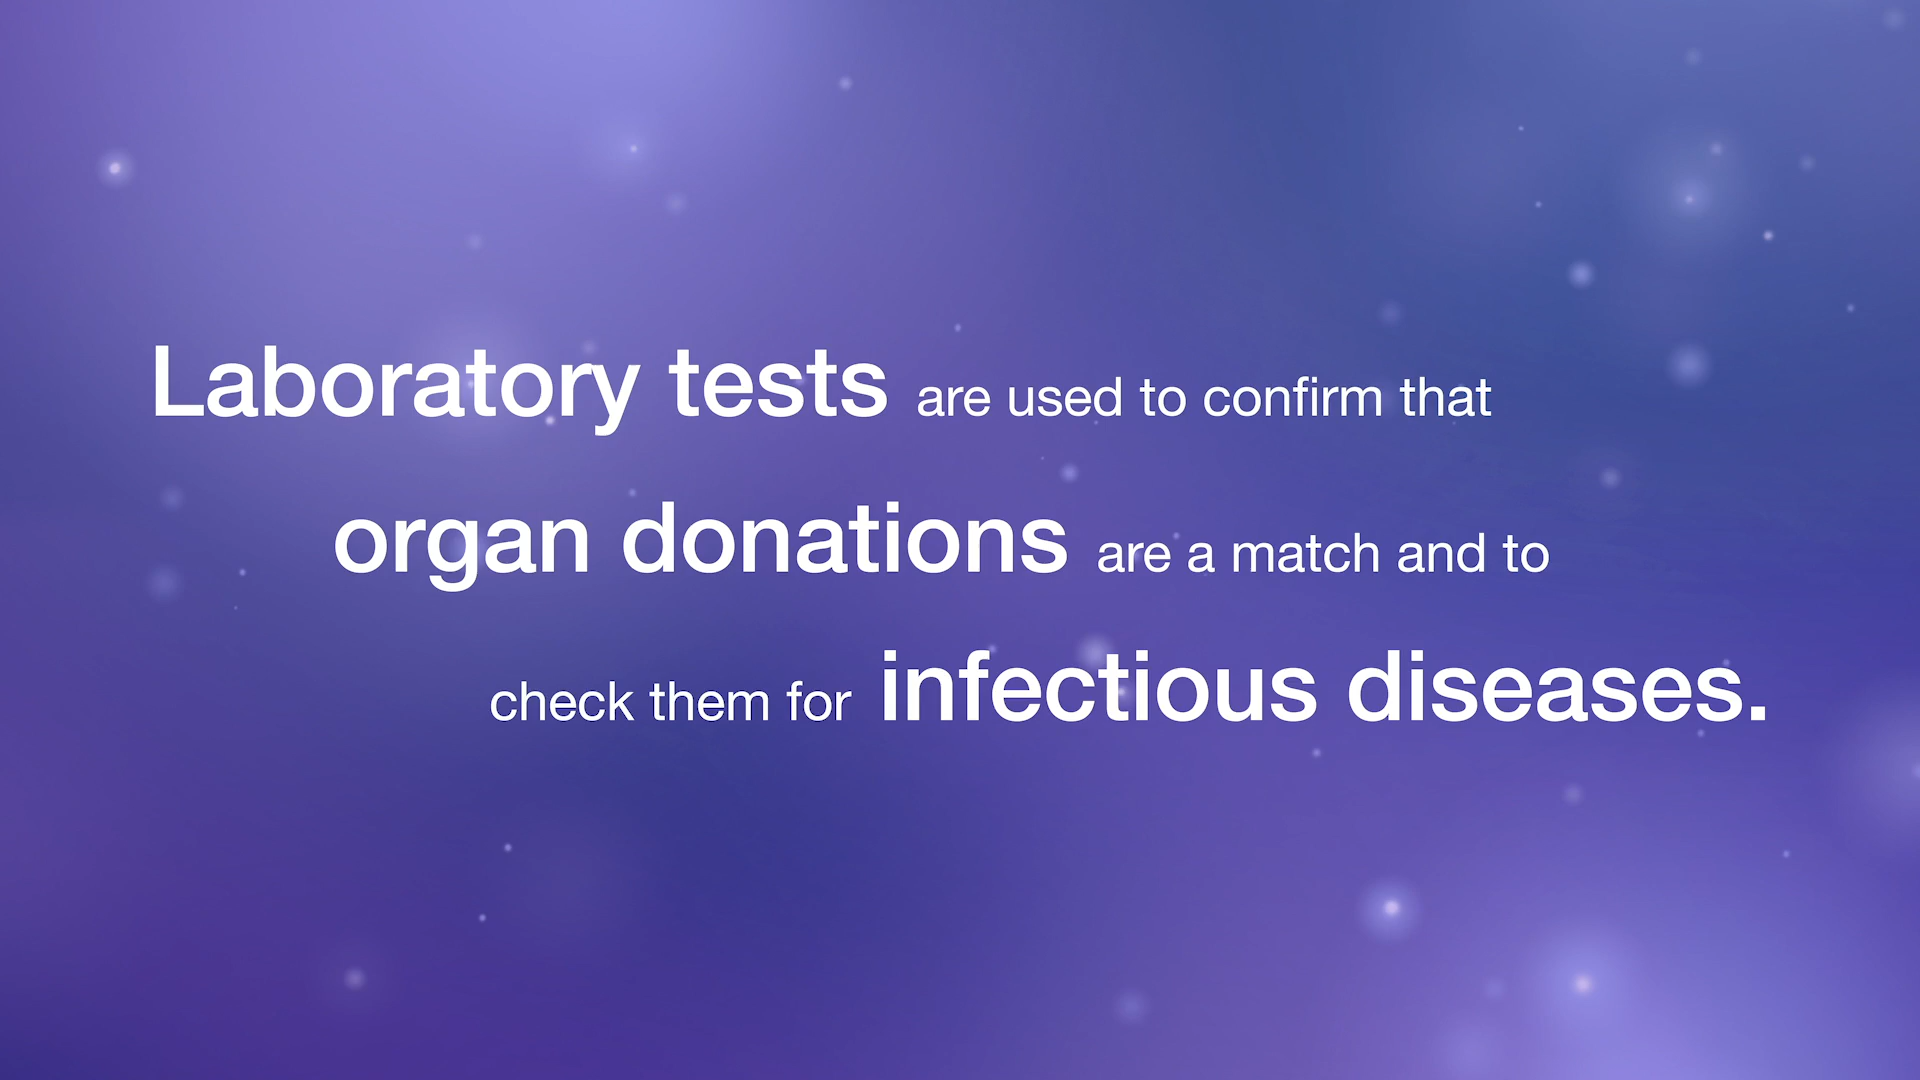 Laboratory tests are used to confirm that
organ donations are a match and to
check them for infectious diseases.